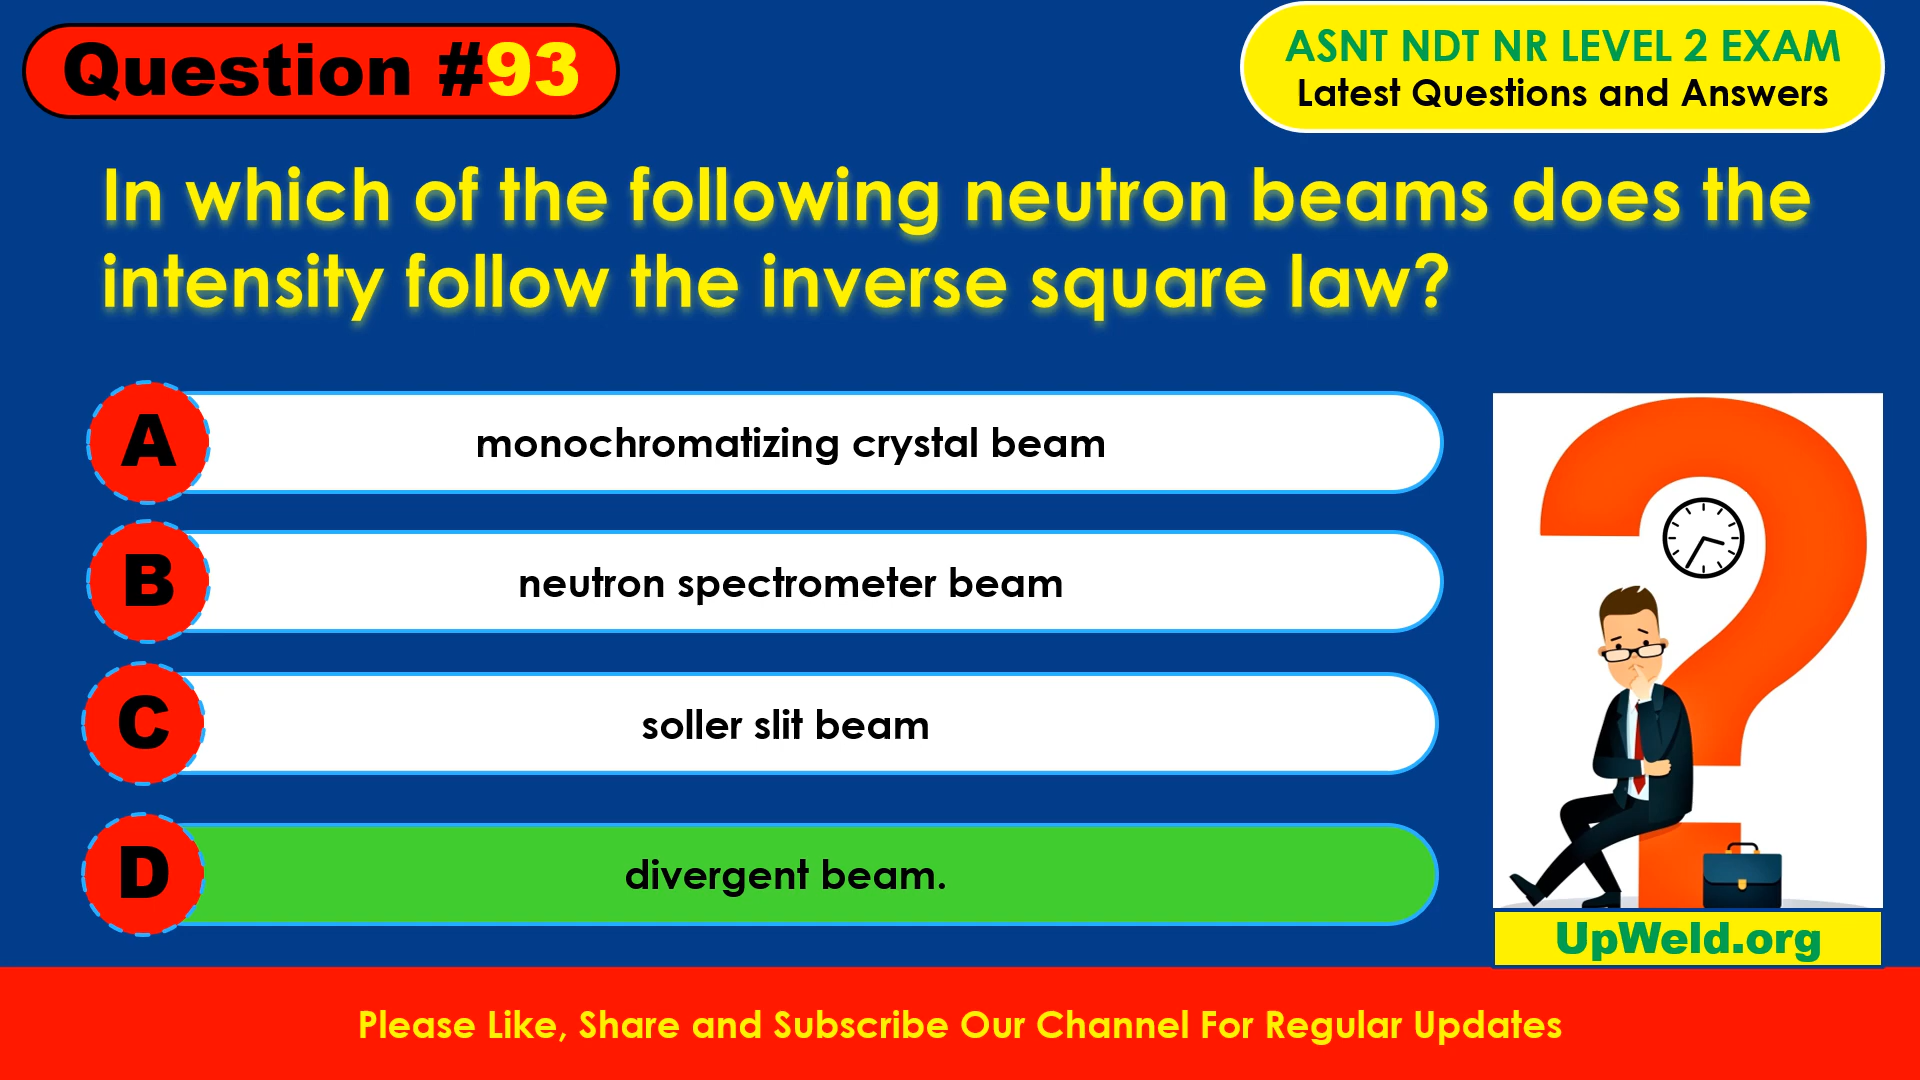 Question #93
ASNT NDT NR LEVEL 2 EXAM
Latest Questions and Answers
In which of the following neutron beams does the
intensity follow the inverse square law?
A
monochromatizing crystal beam
B
neutron spectrometer beam
C
soller slit beam
D
divergent beam.
UpWeld.org
Please Like, Share and Subscribe Our Channel For Regular Updates